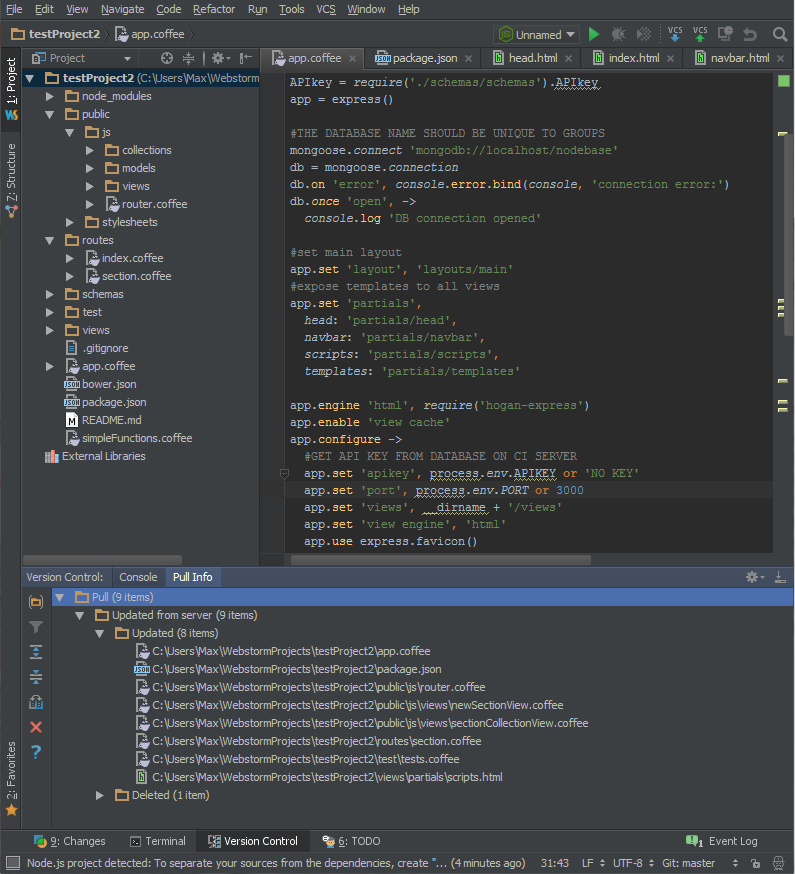 File Edit View Navigate Code Refactor Run Tools VCS Window Help
testProject2 app.coffee Unnamed VCS VCS
1: Project
Z: Structure
2: Favorites
Project
app.coffee package.json head.html index.html navbar.html
testProject2 (C:\Users\Max\Webstorm
node_modules
public
js
collections
models
views
router.coffee
stylesheets
routes
index.coffee
section.coffee
schemas
test
views
.gitignore
app.coffee
bower.json
package.json
README.md
simpleFunctions.coffee
External Libraries
APIkey = require('./schemas/schemas').APIkey
app = express()
#THE DATABASE NAME SHOULD BE UNIQUE TO GROUPS
mongoose.connect 'mongodb://localhost/nodebase'
db = mongoose.connection
db.on 'error', console.error.bind(console, 'connection error:')
db.once 'open', ->
console.log 'DB connection opened'
#set main layout
app.set 'layout', 'layouts/main'
#expose templates to all views
app.set 'partials',
head: 'partials/head',
navbar: 'partials/navbar',
scripts: 'partials/scripts',
templates: 'partials/templates'
app.engine 'html', require('hogan-express')
app.enable 'view cache'
app.configure ->
#GET API KEY FROM DATABASE ON CI SERVER
app.set 'apikey', process.env.APIKEY or 'NO KEY'
app.set 'port', process.env.PORT or 3000
app.set 'views', __dirname + '/views'
app.set 'view engine', 'html'
app.use express.favicon()
Version Control: Console Pull Info
Pull (9 items)
Updated from server (9 items)
Updated (8 items)
C:\Users\Max\WebstormProjects\testProject2\app.coffee
C:\Users\Max\WebstormProjects\testProject2\package.json
C:\Users\Max\WebstormProjects\testProject2\public\js\router.coffee
C:\Users\Max\WebstormProjects\testProject2\public\js\views\newSectionView.coffee
C:\Users\Max\WebstormProjects\testProject2\public\js\views\sectionCollectionView.coffee
C:\Users\Max\WebstormProjects\testProject2\routes\section.coffee
C:\Users\Max\WebstormProjects\testProject2\test\tests.coffee
C:\Users\Max\WebstormProjects\testProject2\views\partials\scripts.html
Deleted (1 item)
9: Changes Terminal Version Control 6: TODO 1 Event Log
Node.js project detected: To separate your sources from the dependencies, create "... (4 minutes ago) 31:43 LF UTF-8 Git: master